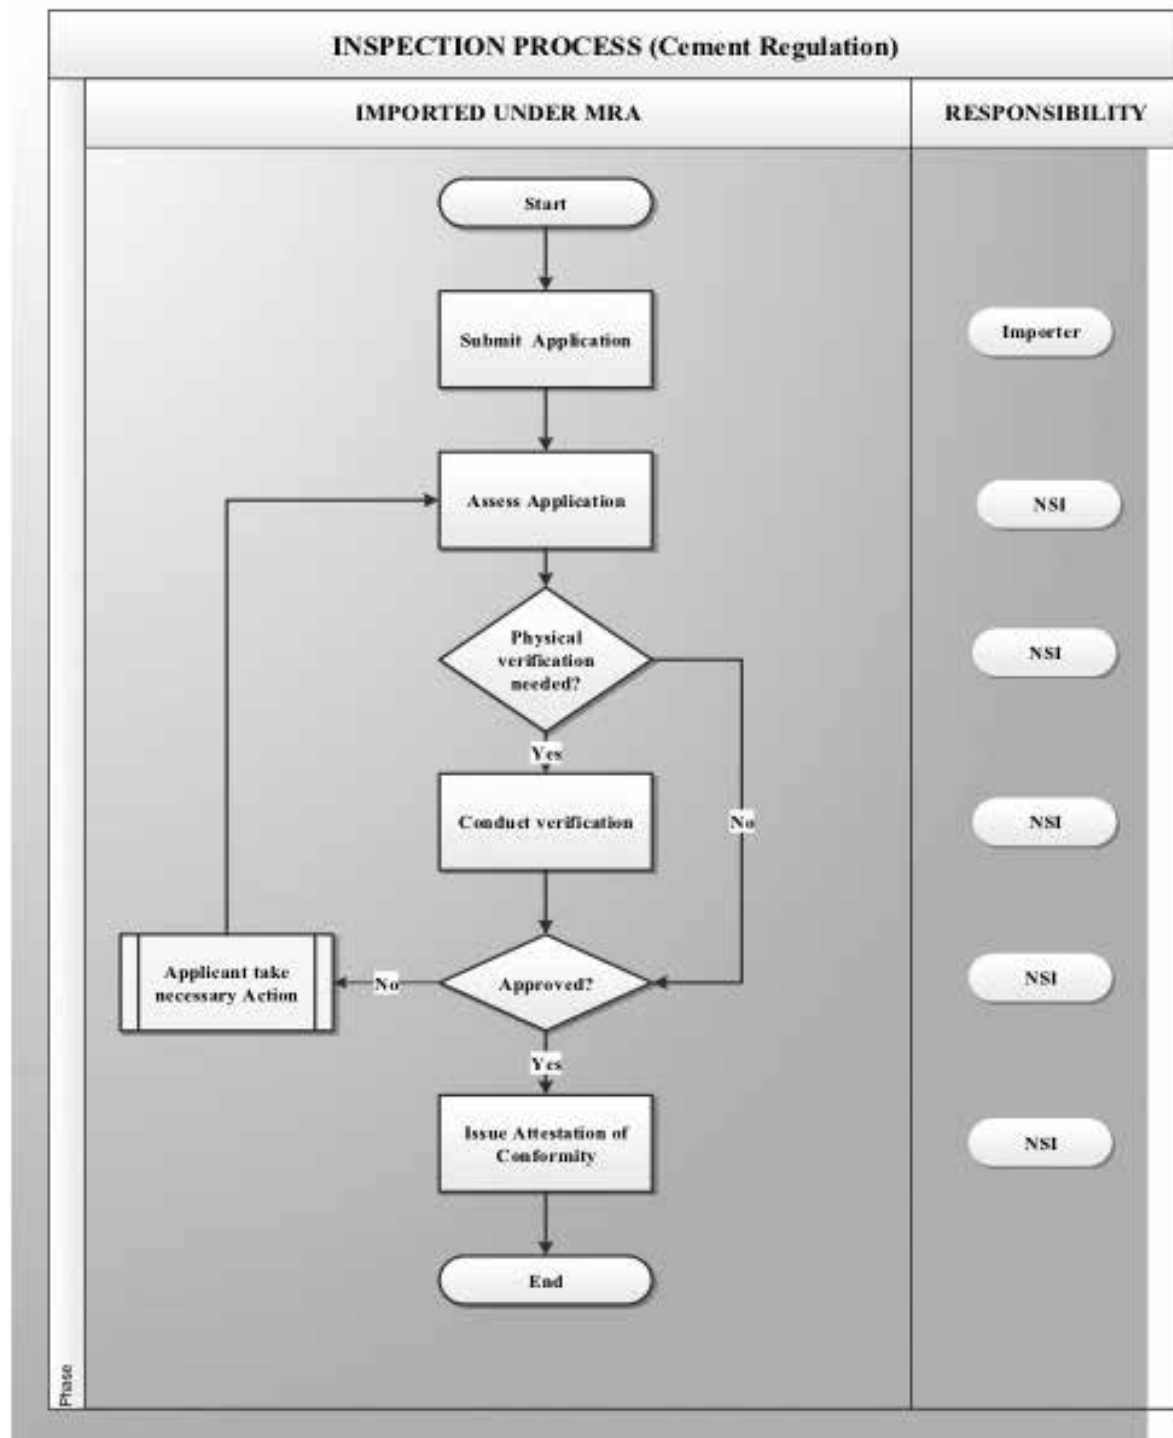 INSPECTION PROCESS (Cement Regulation)
IMPORTED UNDER MRA
RESPONSIBILITY
Start
Submit Application
Importer
Assess Application
NSI
Physical
verification
needed?
NSI
Yes
Conduct verification
No
NSI
Applicant take
necessary Action
No
Approved?
NSI
Yes
Issue Attestation of
Conformity
NSI
End
Phase